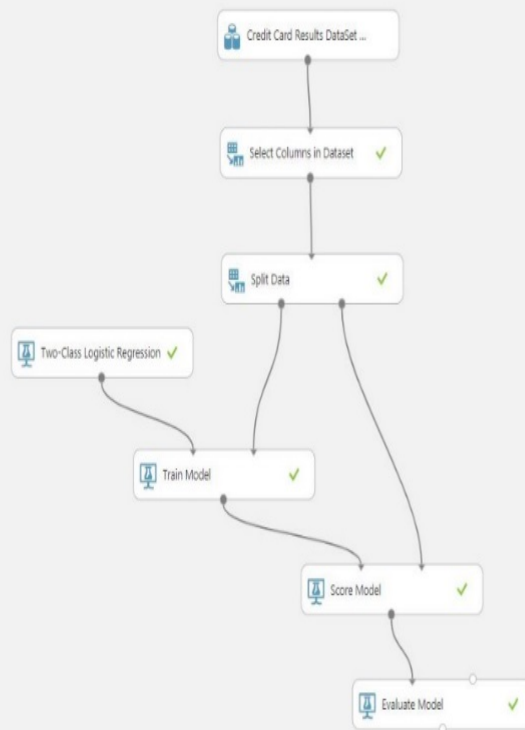 Credit Card Results DataSet ...
Select Columns in Dataset
Split Data
Two-Class Logistic Regression
Train Model
Score Model
Evaluate Model